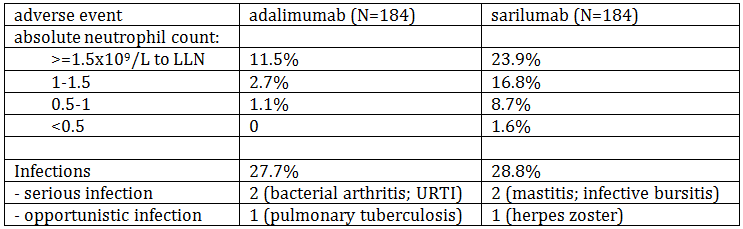 adverse event adalimumab (N=184) sarilumab (N=184)
absolute neutrophil count:
>=1.5x10⁹/L to LLN 11.5% 23.9%
1-1.5 2.7% 16.8%
0.5-1 1.1% 8.7%
<0.5 0 1.6%
Infections 27.7% 28.8%
- serious infection 2 (bacterial arthritis; URTI) 2 (mastitis; infective bursitis)
- opportunistic infection 1 (pulmonary tuberculosis) 1 (herpes zoster)